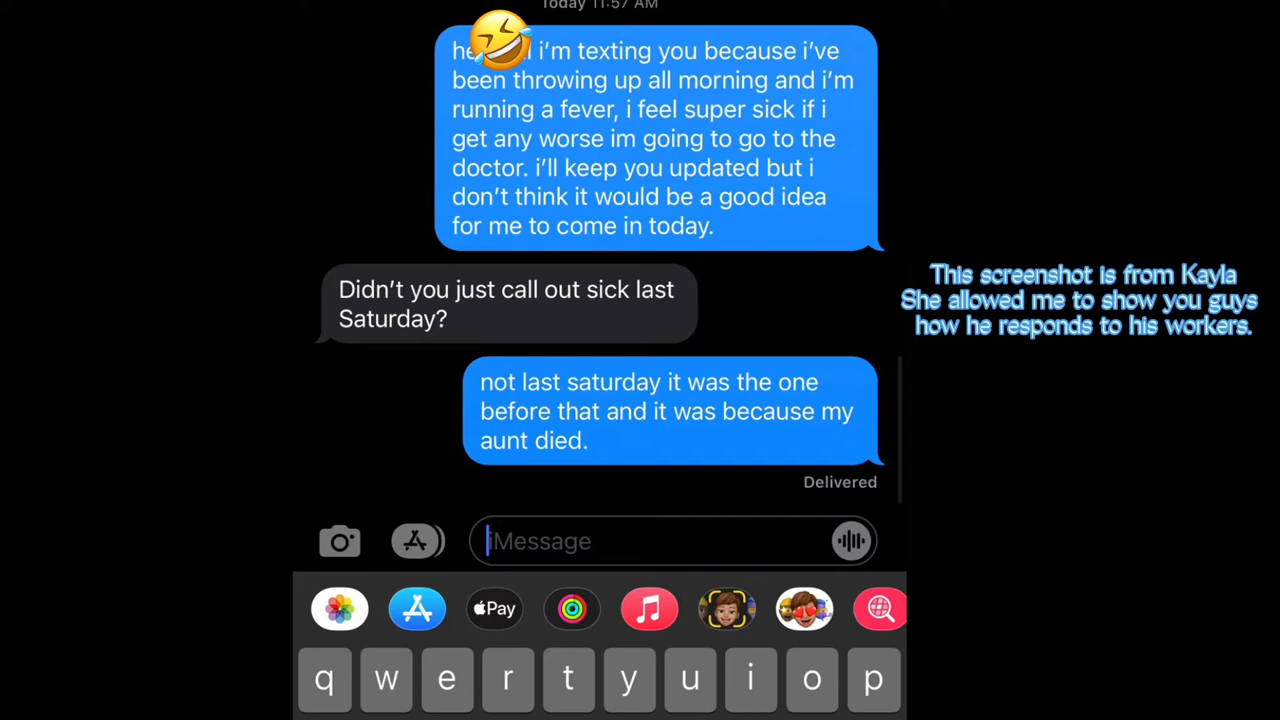 Today 11:57 AM
i'm texting you because i've
been throwing up all morning and i'm
running a fever, i feel super sick if i
get any worse im going to go to the
doctor. i'll keep you updated but i
don't think it would be a good idea
for me to come in today.
Didn't you just call out sick last
Saturday?
This screenshot is from Kayla
She allowed me to show you guys
how he responds to his workers.
not last saturday it was the one
before that and it was because my
aunt died.
Delivered
iMessage
Pay
q w e r t y u i o p